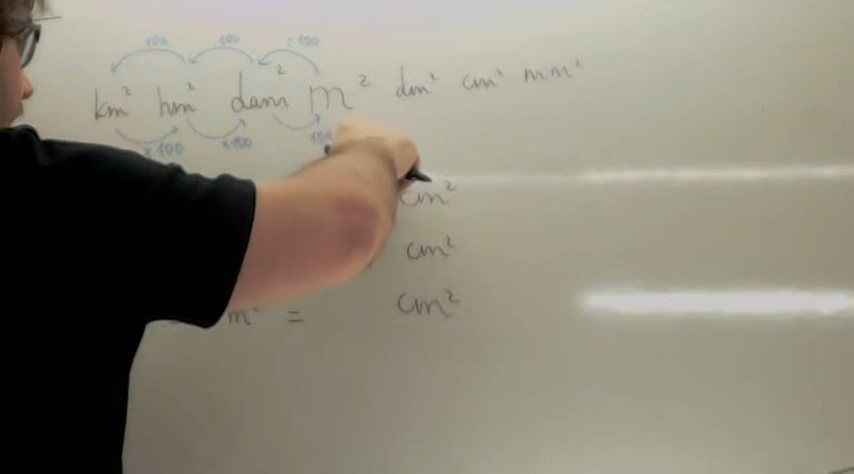 :100 :100 :100
km² hm² dam² m² dm² cm² mm²
x100 x100 100
cm²
cm²
m² = cm²